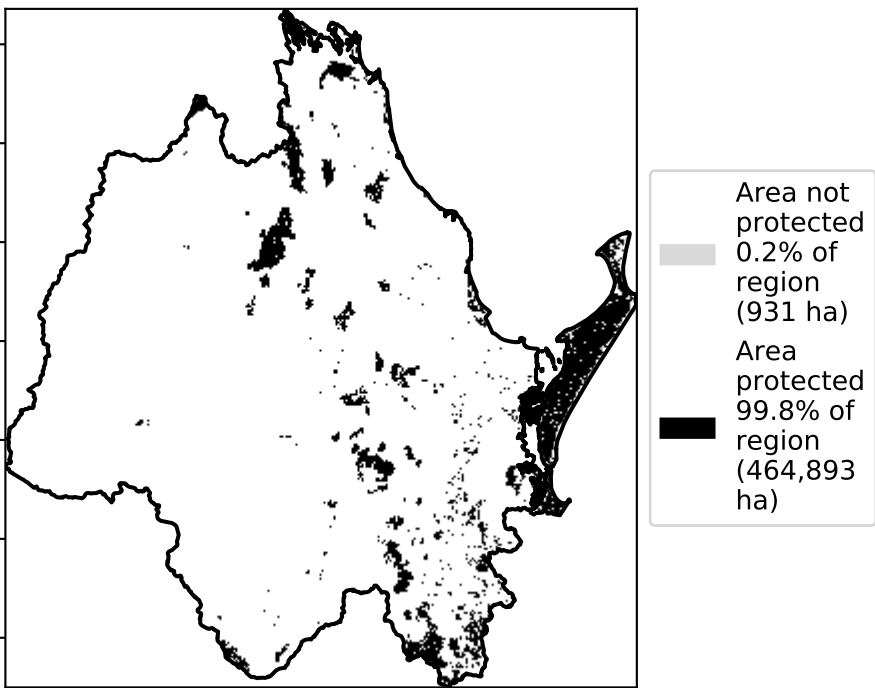 Area not
protected
0.2% of
region
(931 ha)
Area
protected
99.8% of
region
(464,893
ha)